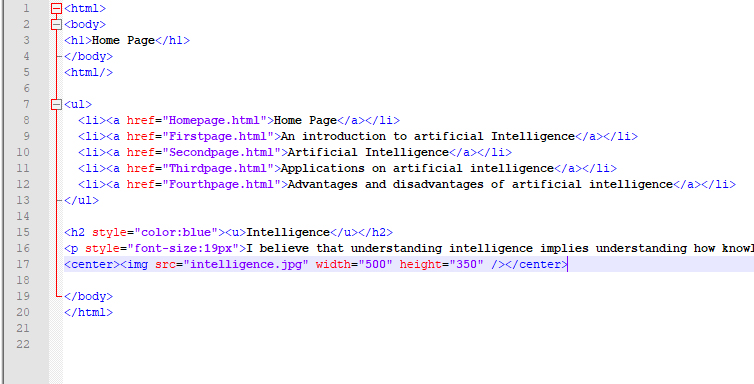 1 <html>
2 <body>
3 <h1>Home Page</h1>
4 </body>
5 <html/>
6
7 <ul>
8 <li><a href="Homepage.html">Home Page</a></li>
9 <li><a href="Firstpage.html">An introduction to artificial Intelligence</a></li>
10 <li><a href="Secondpage.html">Artificial Intelligence</a></li>
11 <li><a href="Thirdpage.html">Applications on artificial intelligence</a></li>
12 <li><a href="Fourthpage.html">Advantages and disadvantages of artificial intelligence</a></li>
13 </ul>
14
15 <h2 style="color:blue"><u>Intelligence</u></h2>
16 <p style="font-size:19px">I believe that understanding intelligence implies understanding how
17 <center><img src="intelligence.jpg" width="500" height="350" /></center>
18
19 </body>
20 </html>
21
22